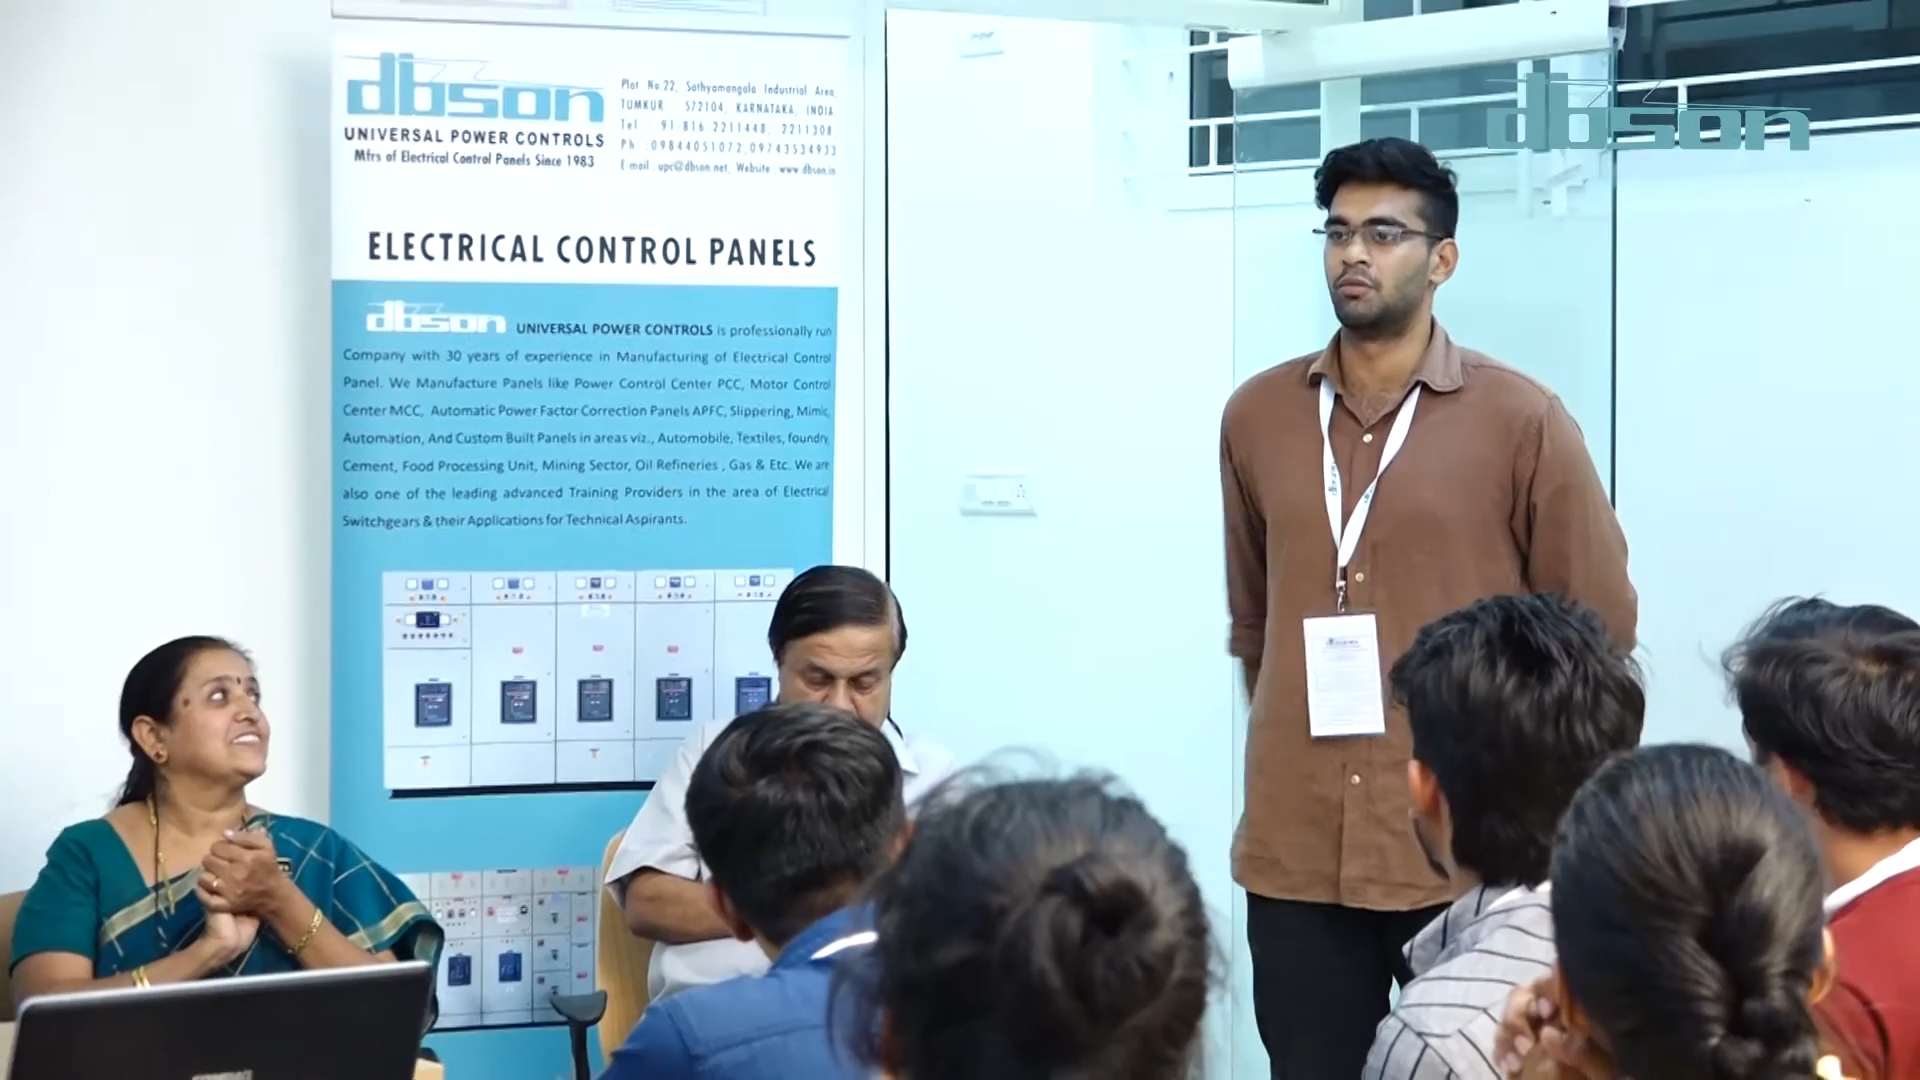 dbson
UNIVERSAL POWER CONTROLS
Mfrs of Electrical Control Panels Since 1983
Plot No.22, Sathyamangala Industrial Area,
TUMKUR 572104, KARNATAKA, INDIA
Tel : 91 816 2211448, 2211308,
Ph :09844051072,09743534933
E-mail : upc@dbson.net, Website : www.dbson.in
dbson
ELECTRICAL CONTROL PANELS
dbson UNIVERSAL POWER CONTROLS is professionally run
Company with 30 years of experience in Manufacturing of Electrical Control
Panel. We Manufacture Panels like Power Control Center PCC, Motor Control
Center MCC, Automatic Power Factor Correction Panels APFC, Slippering, Mimic,
Automation, And Custom Built Panels in areas viz., Automobile, Textiles, foundry,
Cement, Food Processing Unit, Mining Sector, Oil Refineries , Gas & Etc. We are
also one of the leading advanced Training Providers in the area of Electrical
Switchgears & their Applications for Technical Aspirants.